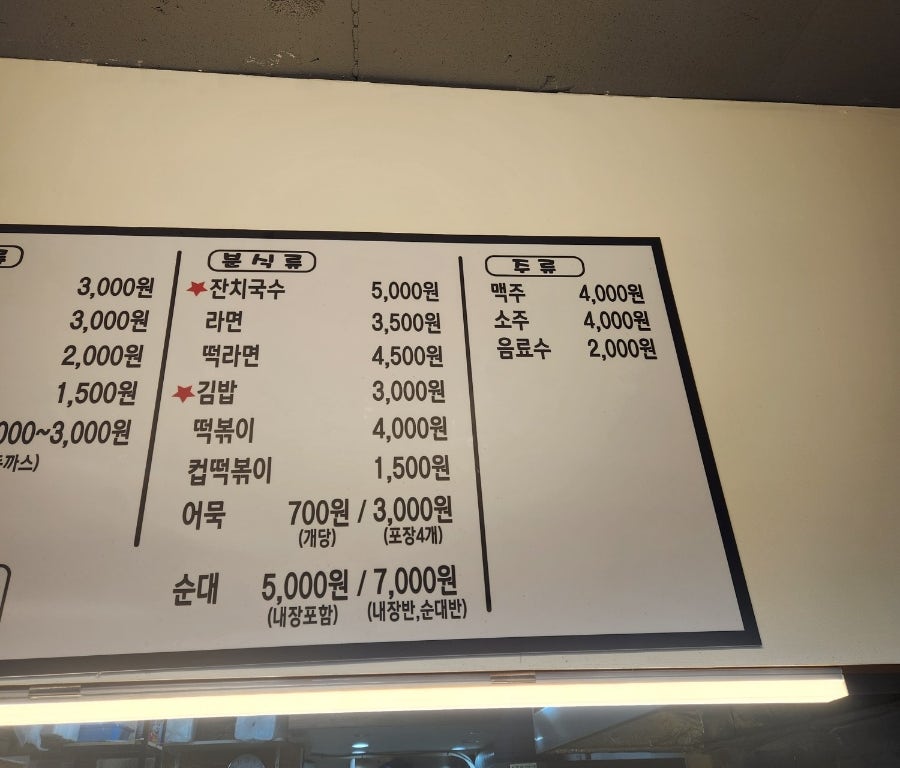 류
3,000원
3,000원
2,000원
1,500원
000~3,000원
까스)
분식류
잔치국수 5,000원
라면 3,500원
떡라면 4,500원
김밥 3,000원
떡볶이 4,000원
컵떡볶이 1,500원
어묵 700원 / 3,000원
(개당) (포장4개)
순대 5,000원 / 7,000원
(내장포함) (내장반,순대반)
주류
맥주 4,000원
소주 4,000원
음료수 2,000원